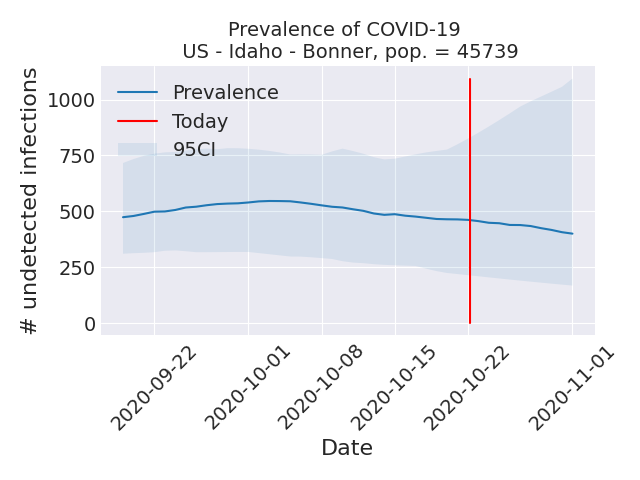 Prevalence of COVID-19
US - Idaho - Bonner, pop. = 45739
# undetected infections
1000
750
500
250
0
Prevalence
Today
95CI
2020-09-22
2020-10-01
2020-10-08
2020-10-15
2020-10-22
2020-11-01
Date